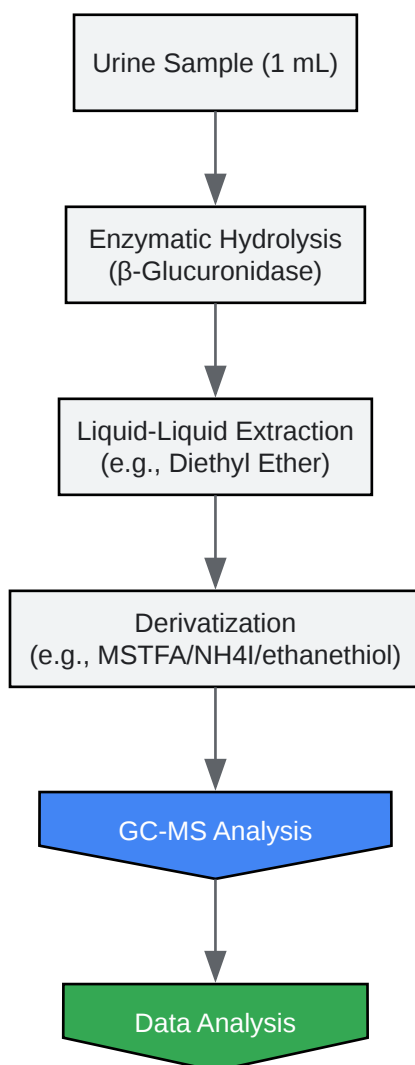 Urine Sample (1 mL)
Enzymatic Hydrolysis
(β-Glucuronidase)
Liquid-Liquid Extraction
(e.g., Diethyl Ether)
Derivatization
(e.g., MSTFA/NH4I/ethanethiol)
GC-MS Analysis
Data Analysis